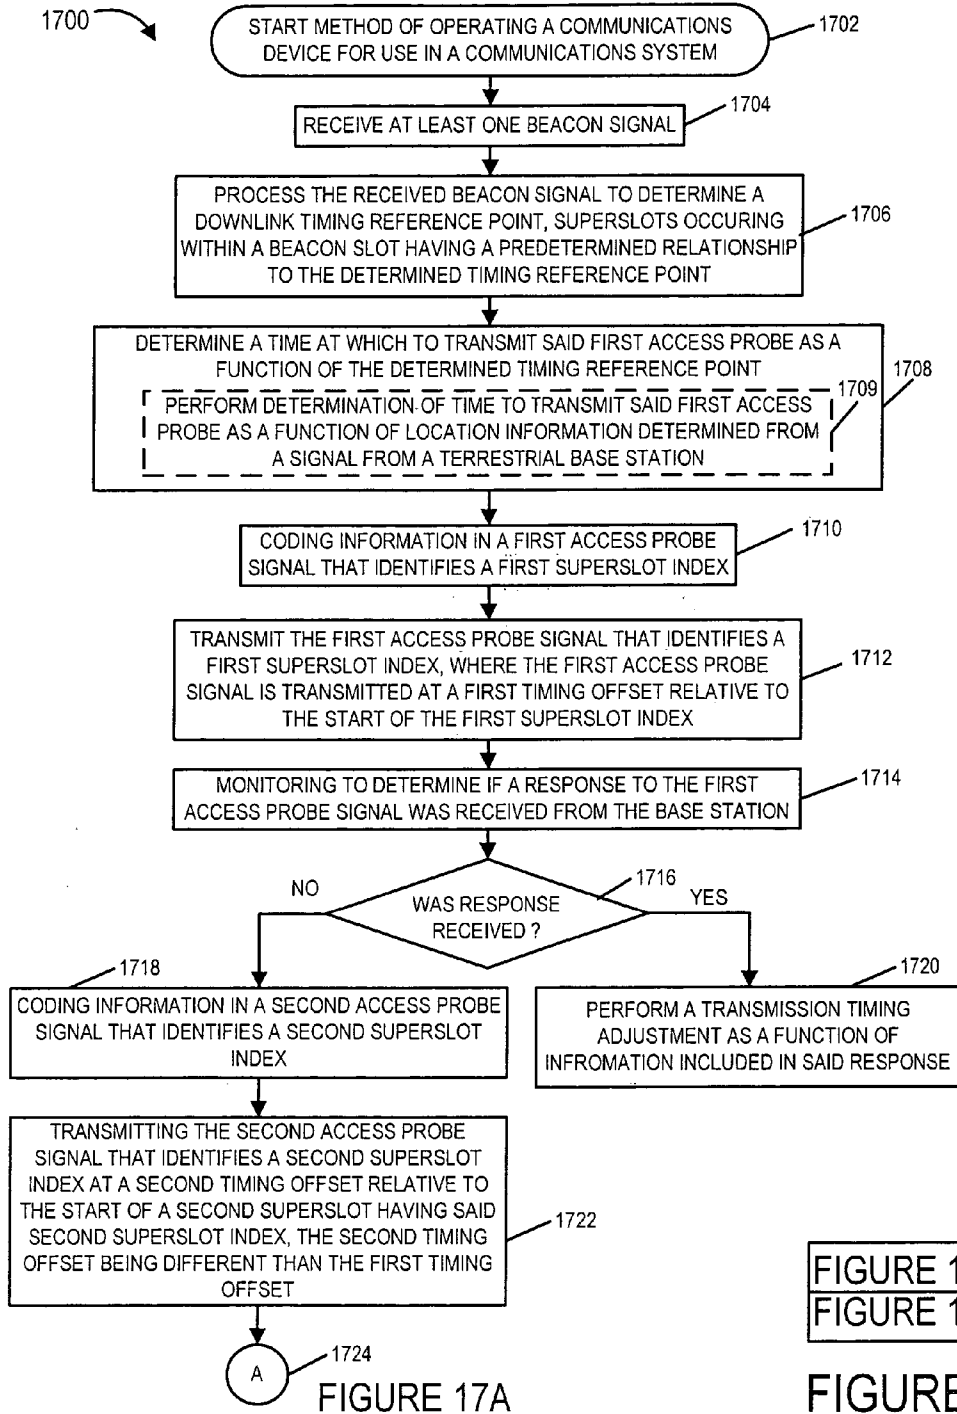 1700
START METHOD OF OPERATING A COMMUNICATIONS
DEVICE FOR USE IN A COMMUNICATIONS SYSTEM
1702
RECEIVE AT LEAST ONE BEACON SIGNAL
1704
PROCESS THE RECEIVED BEACON SIGNAL TO DETERMINE A
DOWNLINK TIMING REFERENCE POINT, SUPERSLOTS OCCURING
WITHIN A BEACON SLOT HAVING A PREDETERMINED RELATIONSHIP
TO THE DETERMINED TIMING REFERENCE POINT
1706
DETERMINE A TIME AT WHICH TO TRANSMIT SAID FIRST ACCESS PROBE AS A
FUNCTION OF THE DETERMINED TIMING REFERENCE POINT
1708
1709
PERFORM DETERMINATION OF TIME TO TRANSMIT SAID FIRST ACCESS
PROBE AS A FUNCTION OF LOCATION INFORMATION DETERMINED FROM
A SIGNAL FROM A TERRESTRIAL BASE STATION
CODING INFORMATION IN A FIRST ACCESS PROBE
SIGNAL THAT IDENTIFIES A FIRST SUPERSLOT INDEX
1710
TRANSMIT THE FIRST ACCESS PROBE SIGNAL THAT IDENTIFIES A
FIRST SUPERSLOT INDEX, WHERE THE FIRST ACCESS PROBE
SIGNAL IS TRANSMITTED AT A FIRST TIMING OFFSET RELATIVE TO
THE START OF THE FIRST SUPERSLOT INDEX
1712
MONITORING TO DETERMINE IF A RESPONSE TO THE FIRST
ACCESS PROBE SIGNAL WAS RECEIVED FROM THE BASE STATION
1714
WAS RESPONSE
RECEIVED ?
1716
NO
YES
1718
CODING INFORMATION IN A SECOND ACCESS PROBE
SIGNAL THAT IDENTIFIES A SECOND SUPERSLOT
INDEX
1720
PERFORM A TRANSMISSION TIMING
ADJUSTMENT AS A FUNCTION OF
INFROMATION INCLUDED IN SAID RESPONSE
TRANSMITTING THE SECOND ACCESS PROBE
SIGNAL THAT IDENTIFIES A SECOND SUPERSLOT
INDEX AT A SECOND TIMING OFFSET RELATIVE TO
THE START OF A SECOND SUPERSLOT HAVING SAID
SECOND SUPERSLOT INDEX, THE SECOND TIMING
OFFSET BEING DIFFERENT THAN THE FIRST TIMING
OFFSET
1722
A
1724
FIGURE 17A
FIGURE 1
FIGURE 1
FIGURE